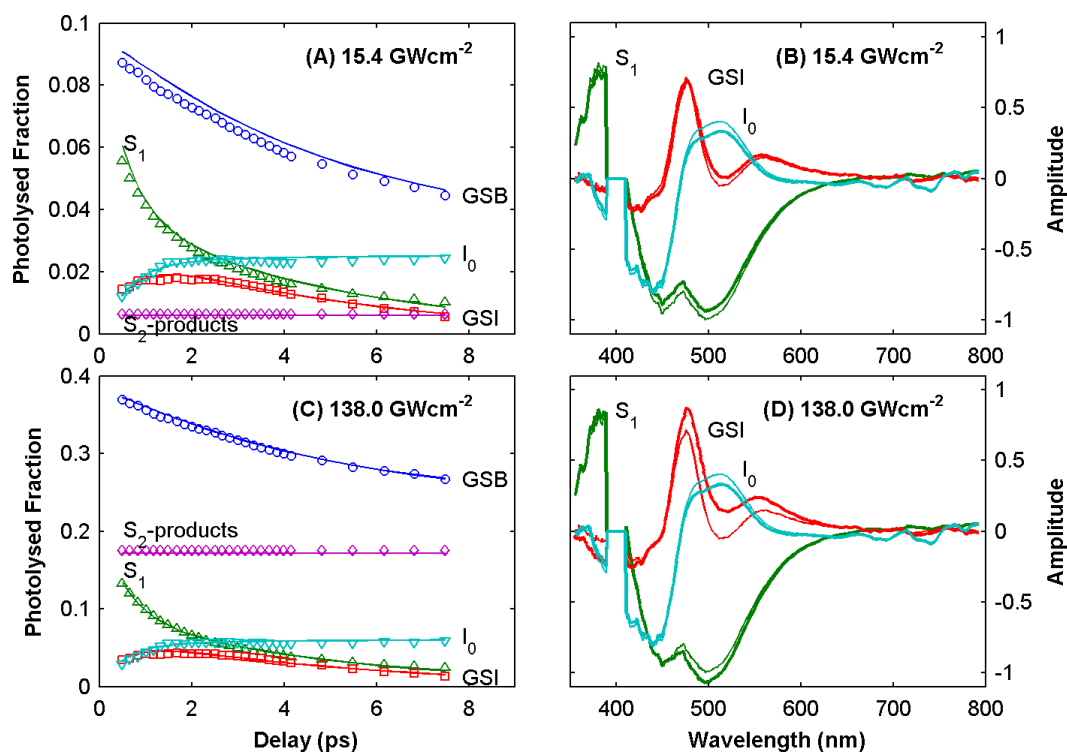 0.1
(A) 15.4 GWcm-2
0.08
S1
0.06
GSB
0.04
I0
0.02
S2-products
GSI
0
0 2 4 6 8
Photolysed Fraction
(B) 15.4 GWcm-2
S1
GSI
I0
0.5
0
-0.5
-1
400 500 600 700 800
Amplitude
0.4
(C) 138.0 GWcm-2
0.3
GSB
0.2
S2-products
S1
0.1
I0
GSI
0
0 2 4 6 8
Photolysed Fraction
Delay (ps)
(D) 138.0 GWcm-2
1
S1
GSI
I0
0.5
0
-0.5
-1
400 500 600 700 800
Amplitude
Wavelength (nm)